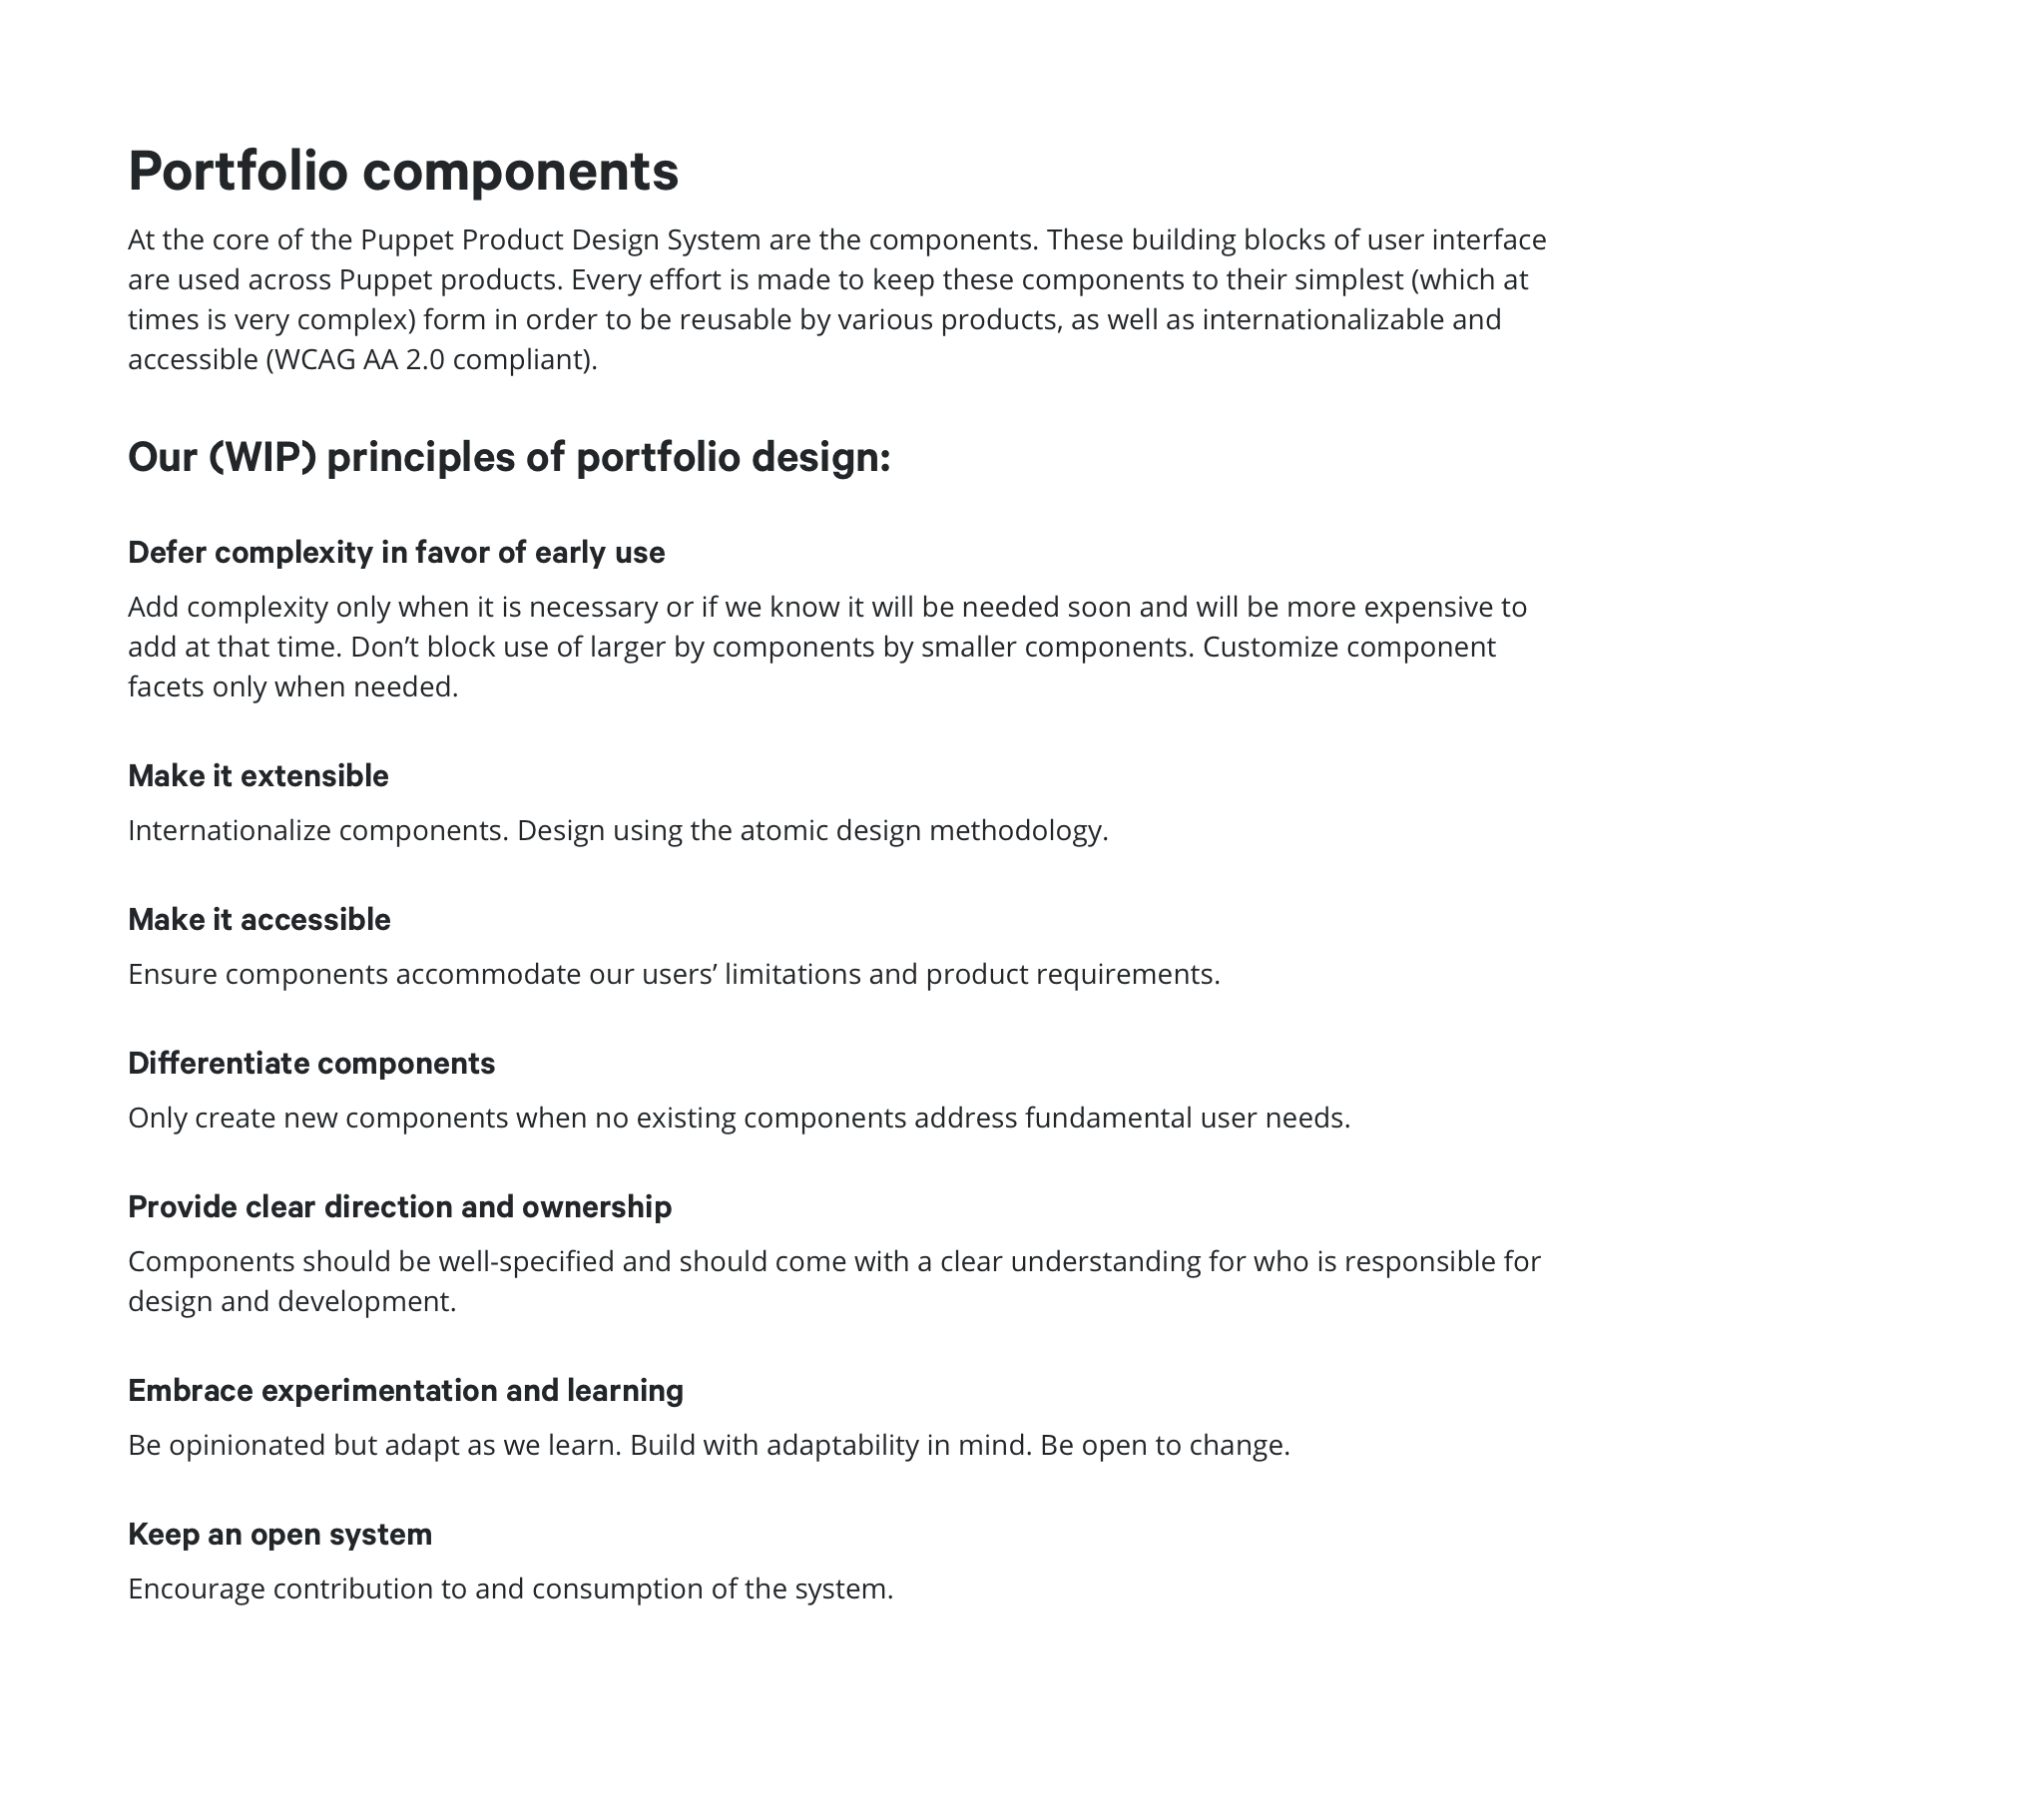 Portfolio components
At the core of the Puppet Product Design System are the components. These building blocks of user interface
are used across Puppet products. Every effort is made to keep these components to their simplest (which at
times is very complex) form in order to be reusable by various products, as well as internationalizable and
accessible (WCAG AA 2.0 compliant).
Our (WIP) principles of portfolio design:
Defer complexity in favor of early use
Add complexity only when it is necessary or if we know it will be needed soon and will be more expensive to
add at that time. Don’t block use of larger by components by smaller components. Customize component
facets only when needed.
Make it extensible
Internationalize components. Design using the atomic design methodology.
Make it accessible
Ensure components accommodate our users’ limitations and product requirements.
Differentiate components
Only create new components when no existing components address fundamental user needs.
Provide clear direction and ownership
Components should be well-specified and should come with a clear understanding for who is responsible for
design and development.
Embrace experimentation and learning
Be opinionated but adapt as we learn. Build with adaptability in mind. Be open to change.
Keep an open system
Encourage contribution to and consumption of the system.